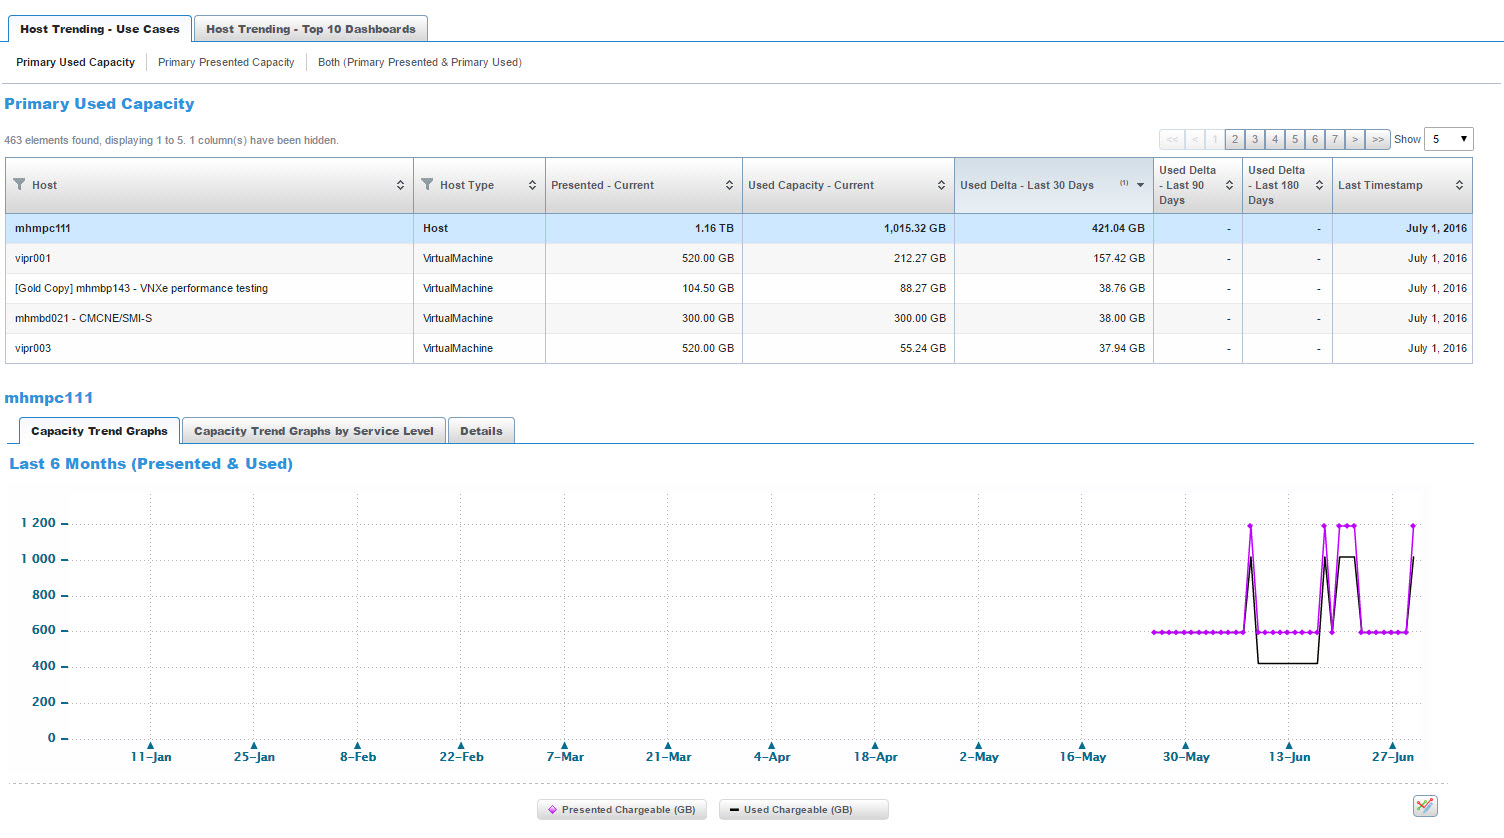 Host Trending - Use Cases Host Trending - Top 10 Dashboards
Primary Used Capacity Primary Presented Capacity Both (Primary Presented & Primary Used)
Primary Used Capacity
463 elements found, displaying 1 to 5. 1 column(s) have been hidden.
<< < 1 2 3 4 5 6 7 > >> Show 5
Host Host Type Presented - Current Used Capacity - Current Used Delta - Last 30 Days (1) Used Delta - Last 90 Days Used Delta - Last 180 Days Last Timestamp
mhmpc111 Host 1.16 TB 1,015.32 GB 421.04 GB - - July 1, 2016
vipr001 VirtualMachine 520.00 GB 212.27 GB 157.42 GB - - July 1, 2016
[Gold Copy] mhmbp143 - VNXe performance testing VirtualMachine 104.50 GB 88.27 GB 38.76 GB - - July 1, 2016
mhmbd021 - CMCNE/SMI-S VirtualMachine 300.00 GB 300.00 GB 38.00 GB - - July 1, 2016
vipr003 VirtualMachine 520.00 GB 55.24 GB 37.94 GB - - July 1, 2016
mhmpc111
Capacity Trend Graphs Capacity Trend Graphs by Service Level Details
Last 6 Months (Presented & Used)
1 200
1 000
800
600
400
200
0
11-Jan 25-Jan 8-Feb 22-Feb 7-Mar 21-Mar 4-Apr 18-Apr 2-May 16-May 30-May 13-Jun 27-Jun
Presented Chargeable (GB) Used Chargeable (GB)